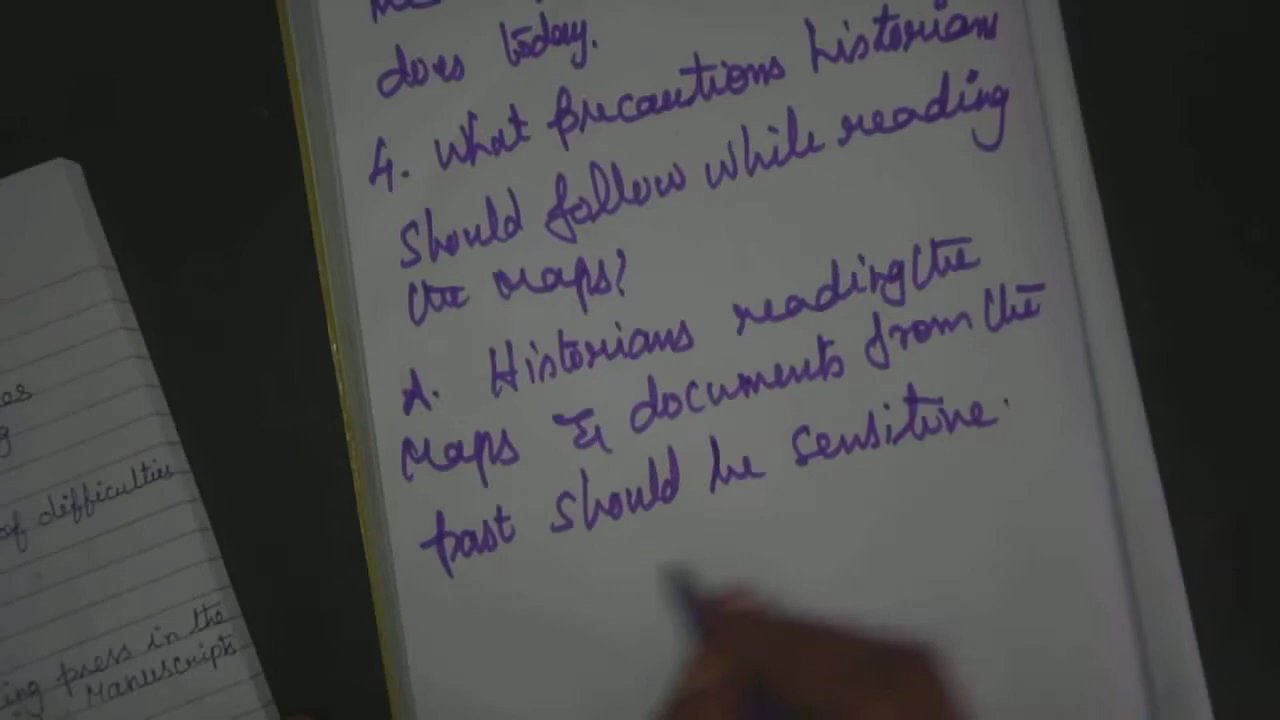 does today.
4. What precautions historians
should follow while reading
the maps?
A. Historians reading the
maps & documents from the
past should be sensitive.
of difficulties
press in the
Manuscripts